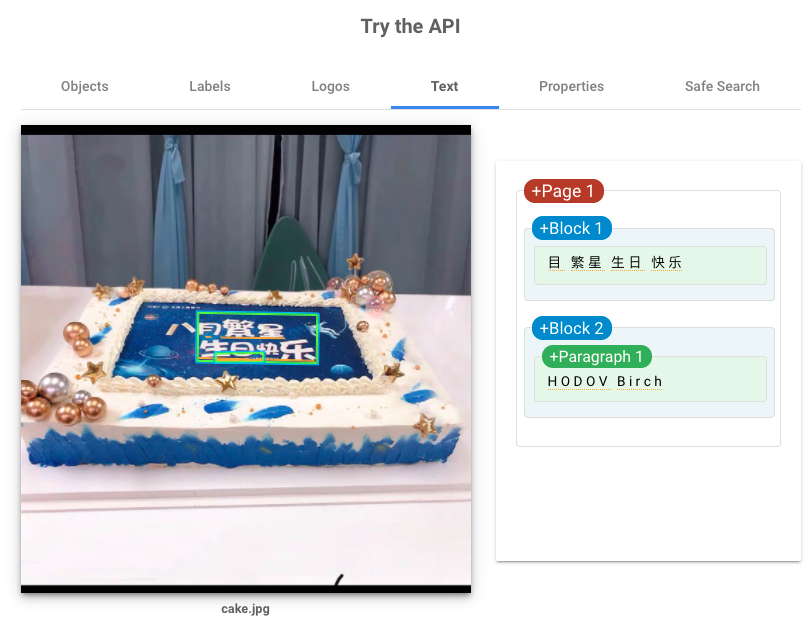 Try the API
Objects Labels Logos Text Properties Safe Search
+Page 1
+Block 1
目 繁星 生日 快乐
+Block 2
+Paragraph 1
HODOV Birch
八月繁星
生日快乐
cake.jpg